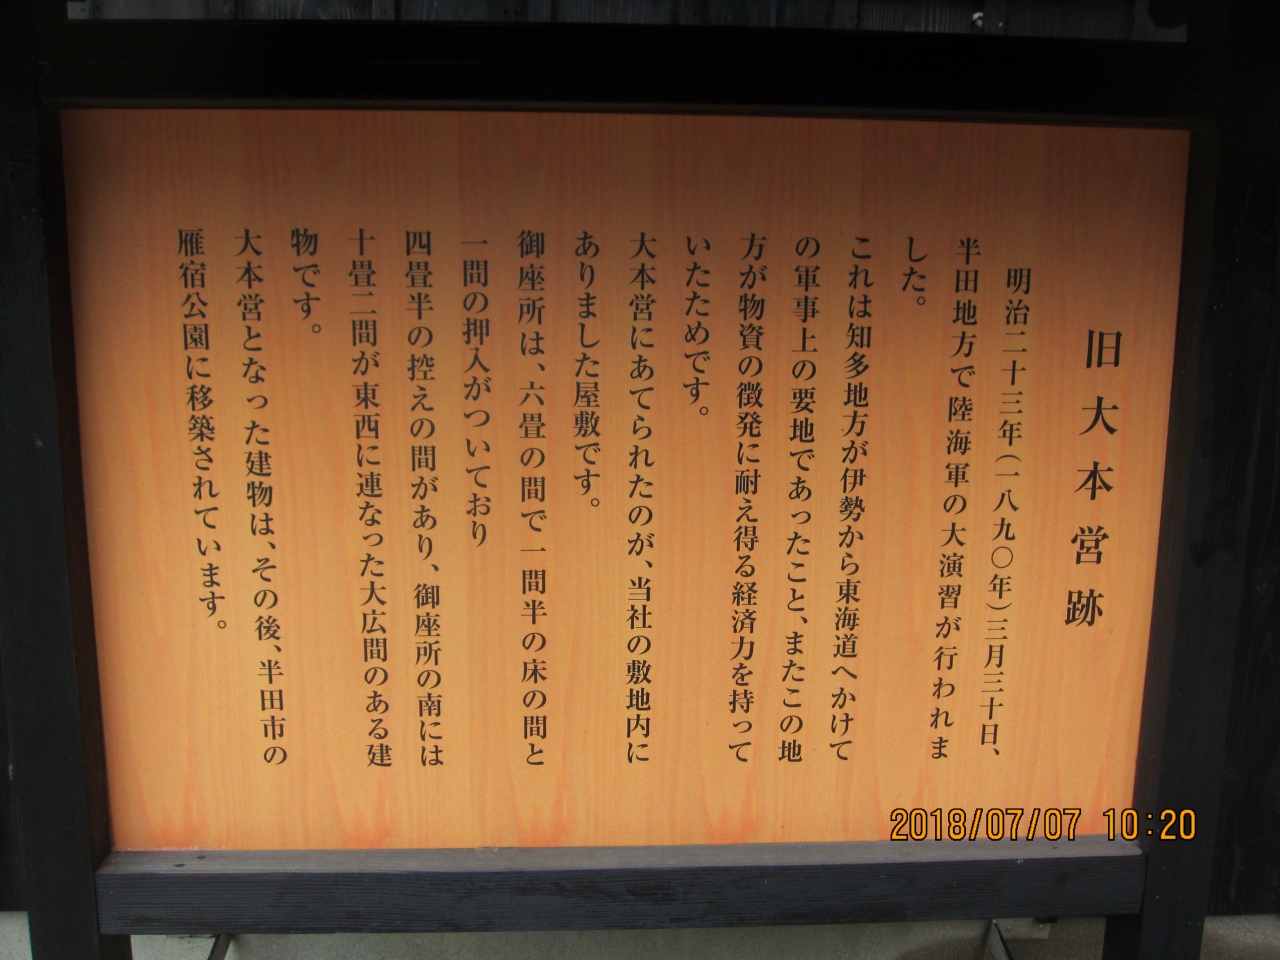 旧大本営跡
明治二十三年(一八九〇年)三月三十日、
半田地方で陸海軍の大演習が行われま
した。
これは知多地方が伊勢から東海道へかけて
の軍事上の要地であったこと、またこの地
方が物資の徴発に耐え得る経済力を持って
いたためです。
大本営にあてられたのが、当社の敷地内に
ありました屋敷です。
御座所は、六畳の間で一間半の床の間と
一間の押入がついており
四畳半の控えの間があり、御座所の南には
十畳二間が東西に連なった大広間のある建
物です。
大本営となった建物は、その後、半田市の
雁宿公園に移築されています。
2018/07/07 10:20